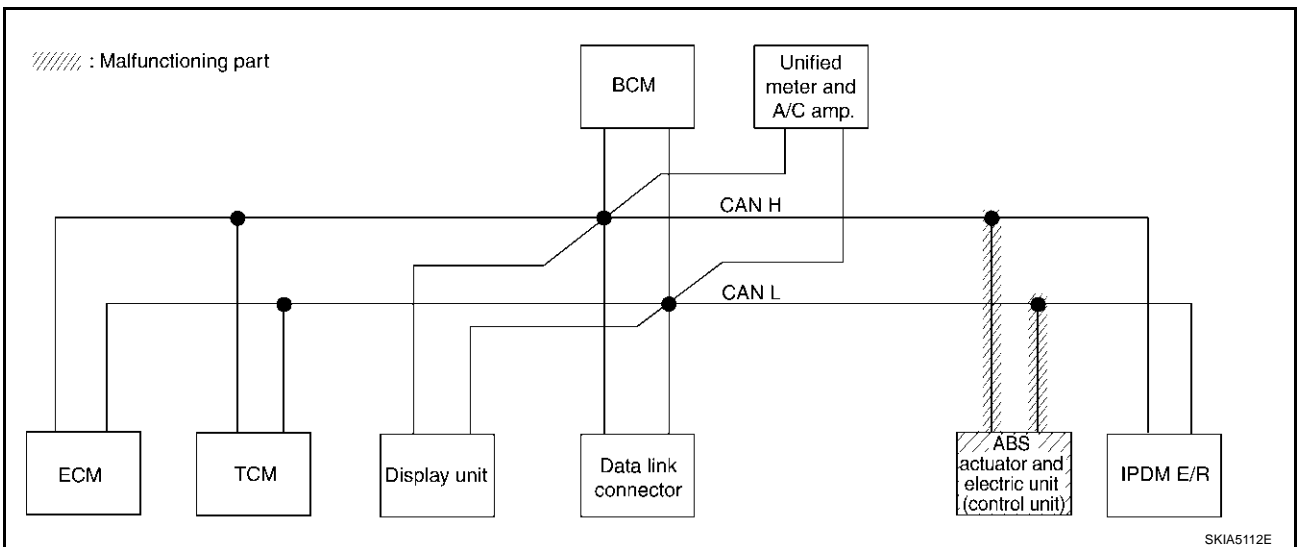 : Malfunctioning part
BCM
Unified
meter and
A/C amp.
CAN H
CAN L
ECM
TCM
Display unit
Data link
connector
ABS
actuator and
electric unit
(control unit)
IPDM E/R
SKIA5112E